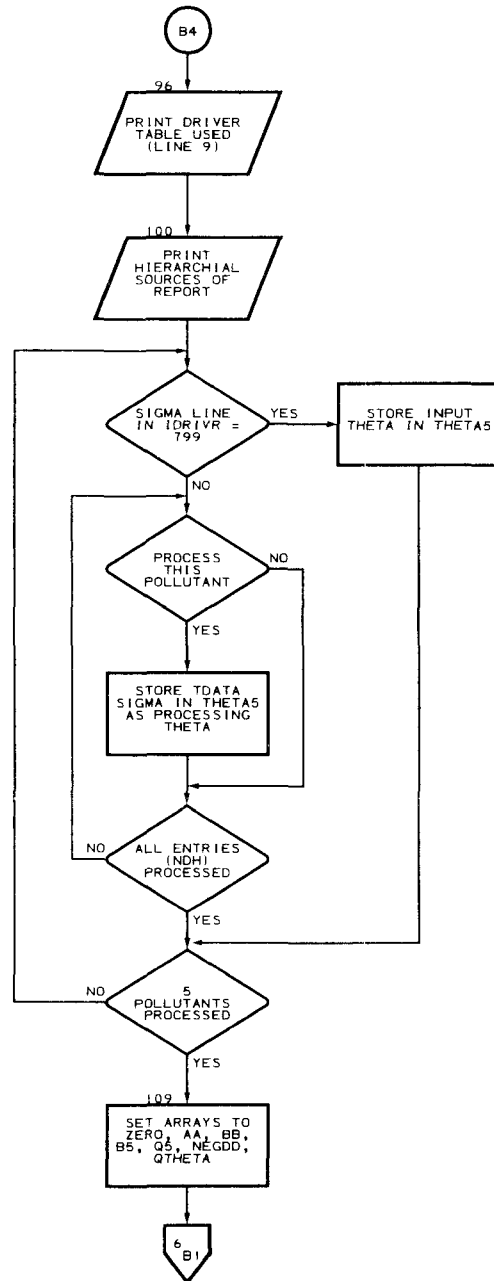 B4
96
PRINT DRIVER
TABLE USED
(LINE 9)
100
PRINT
HIERARCHIAL
SOURCES OF
REPORT
SIGMA LINE
IN IDRIVR =
799
YES
STORE INPUT
THETA IN THETA5
NO
PROCESS
THIS
POLLUTANT
NO
YES
STORE TDATA
SIGMA IN THETA5
AS PROCESSING
THETA
ALL ENTRIES
(NDH)
PROCESSED
NO
YES
5
POLLUTANTS
PROCESSED
NO
YES
109
SET ARRAYS TO
ZERO, AA, BB,
B5, Q5, NEGDD,
QTHETA
6
B1